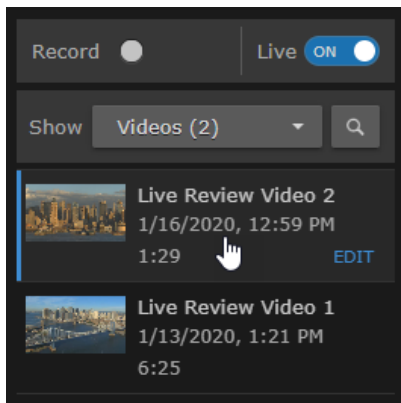 Record Live ON
Show Videos (2)
Live Review Video 2
1/16/2020, 12:59 PM
1:29 EDIT
Live Review Video 1
1/13/2020, 1:21 PM
6:25